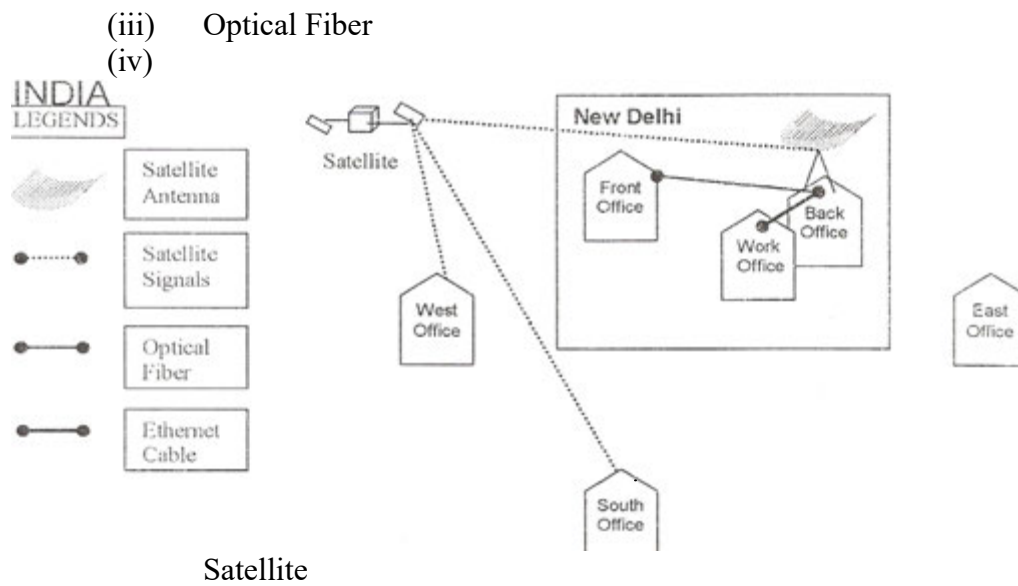 (iii) Optical Fiber
(iv)
INDIA
LEGENDS
Satellite
Antenna
Satellite
Signals
Optical
Fiber
Ethernet
Cable
Satellite
New Delhi
Front
Office
Back
Office
Work
Office
West
Office
East
Office
South
Office
Satellite